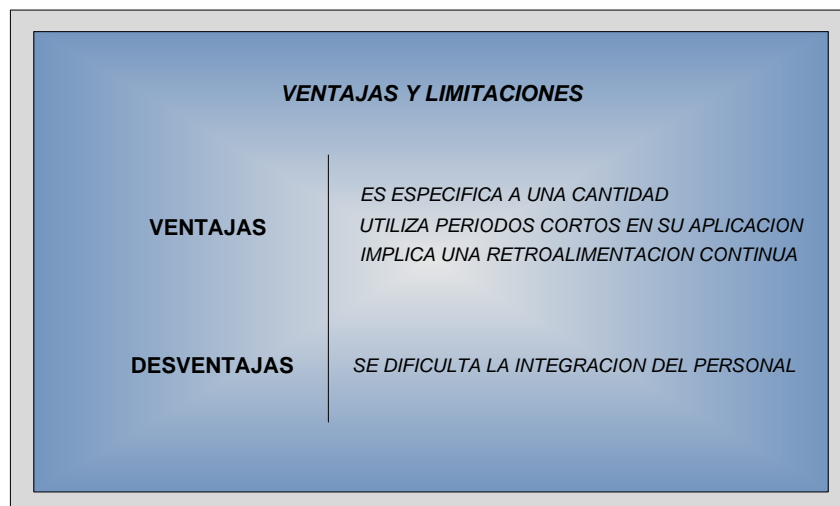 VENTAJAS Y LIMITACIONES
VENTAJAS
ES ESPECIFICA A UNA CANTIDAD
UTILIZA PERIODOS CORTOS EN SU APLICACION
IMPLICA UNA RETROALIMENTACION CONTINUA
DESVENTAJAS
SE DIFICULTA LA INTEGRACION DEL PERSONAL